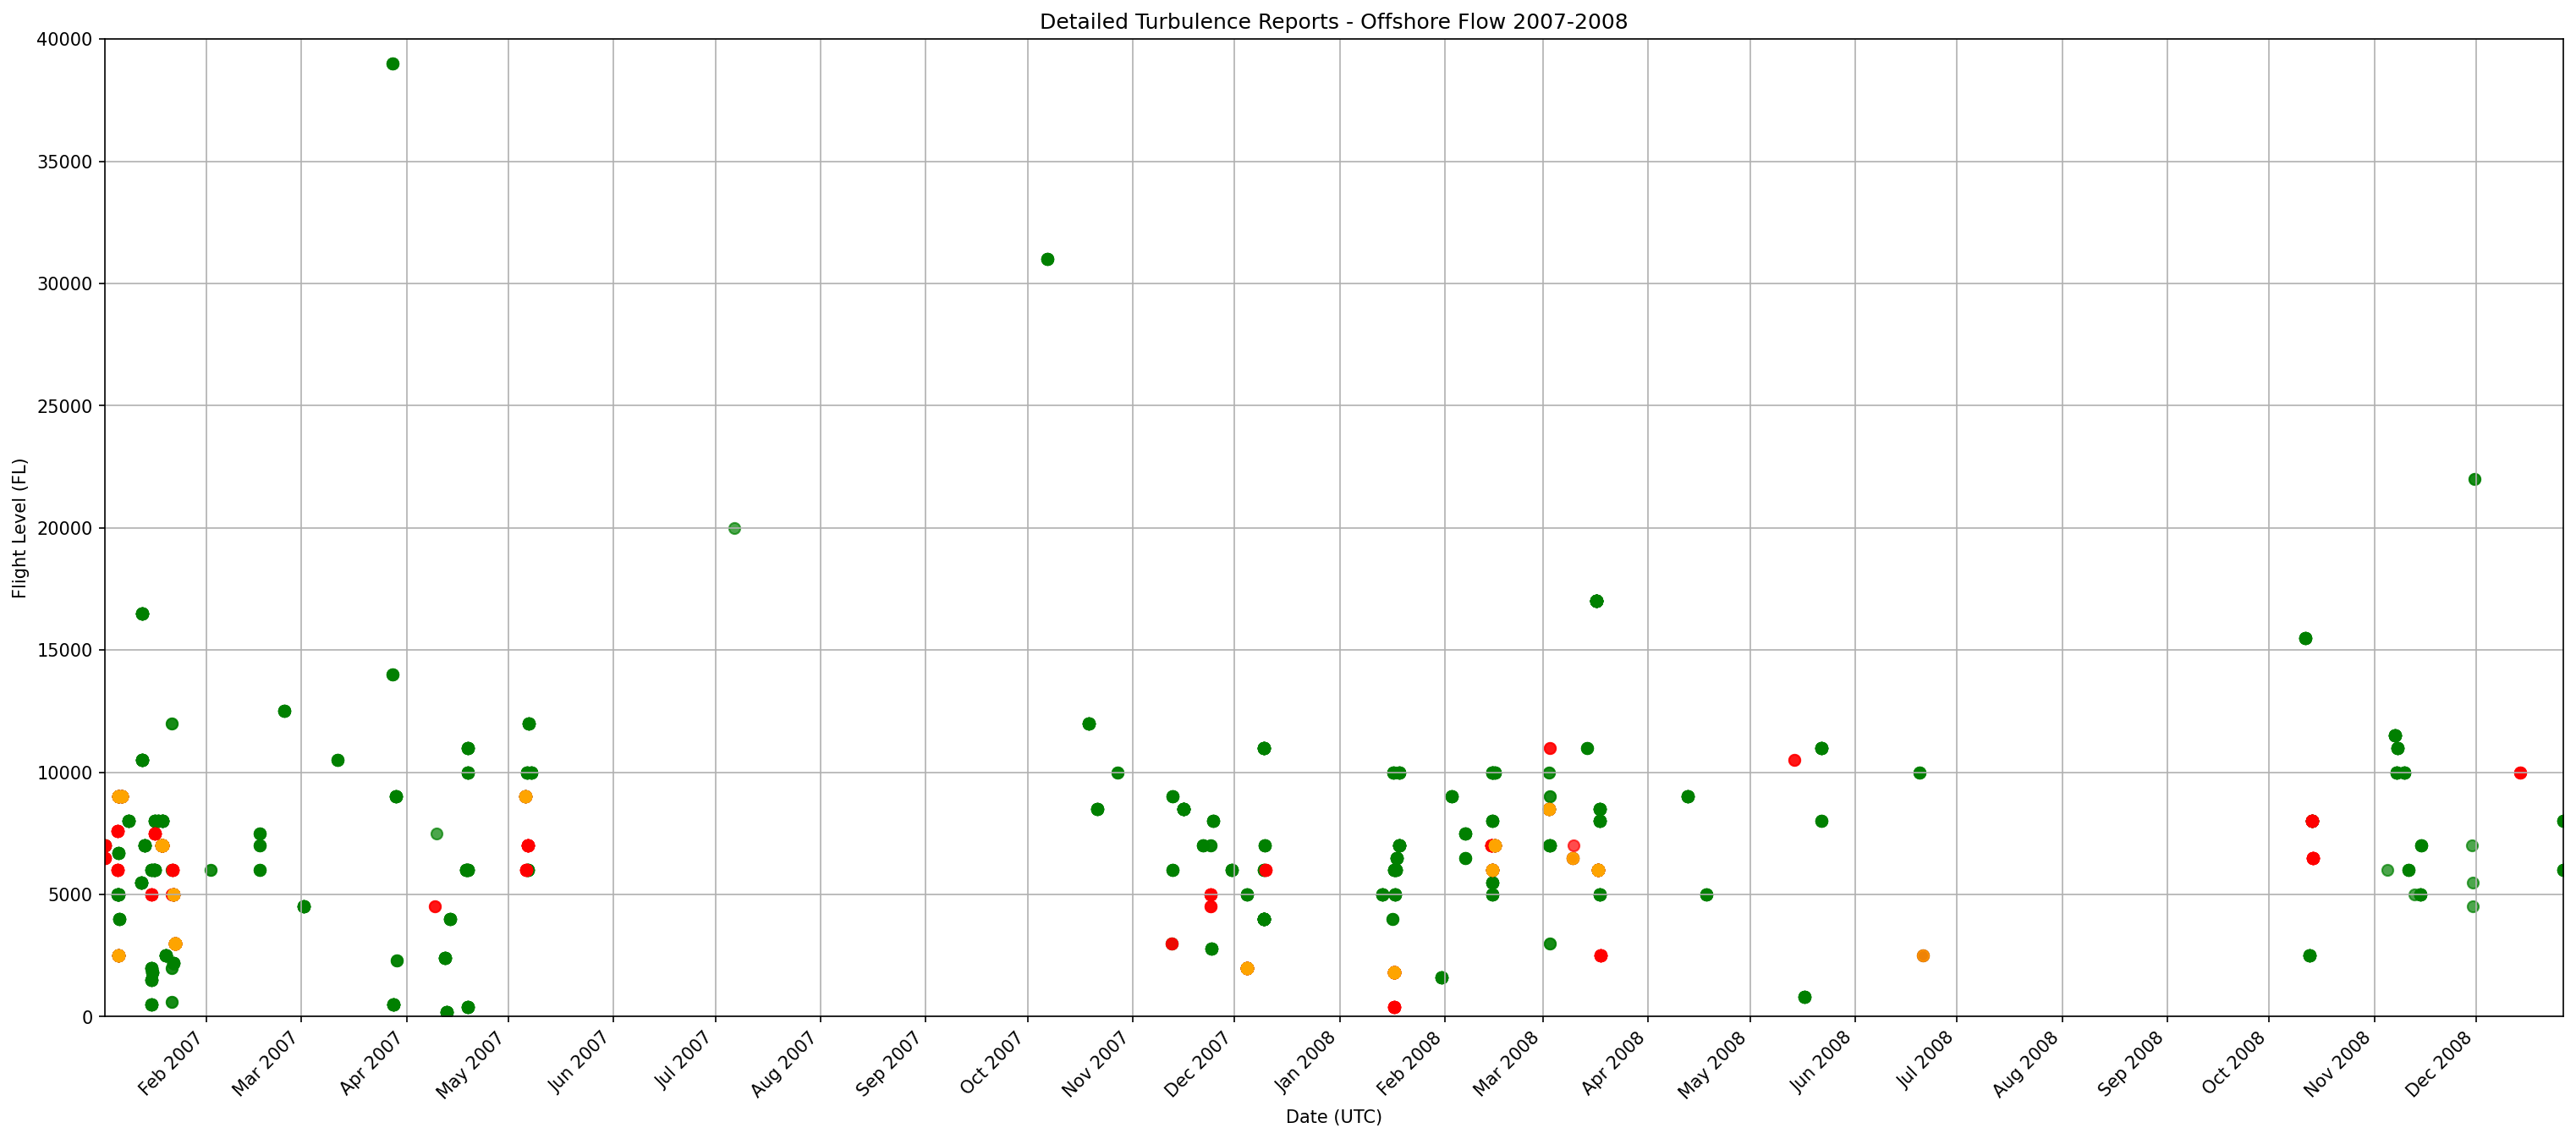 Detailed Turbulence Reports - Offshore Flow 2007-2008
Flight Level (FL)
40000
35000
30000
25000
20000
15000
10000
5000
0
Feb 2007
Mar 2007
Apr 2007
May 2007
Jun 2007
Jul 2007
Aug 2007
Sep 2007
Oct 2007
Nov 2007
Dec 2007
Jan 2008
Feb 2008
Mar 2008
Apr 2008
May 2008
Jun 2008
Jul 2008
Aug 2008
Sep 2008
Oct 2008
Nov 2008
Dec 2008
Date (UTC)